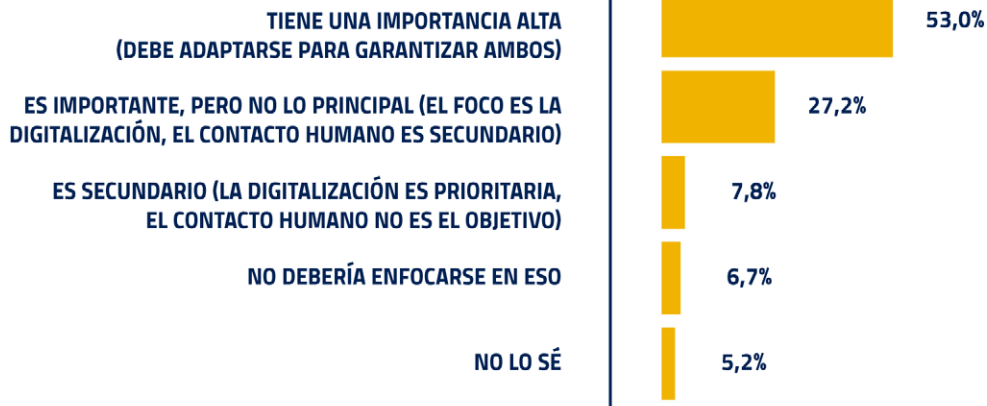 TIENE UNA IMPORTANCIA ALTA
(DEBE ADAPTARSE PARA GARANTIZAR AMBOS)
53,0%
ES IMPORTANTE, PERO NO LO PRINCIPAL (EL FOCO ES LA
DIGITALIZACIÓN, EL CONTACTO HUMANO ES SECUNDARIO)
27,2%
ES SECUNDARIO (LA DIGITALIZACIÓN ES PRIORITARIA,
EL CONTACTO HUMANO NO ES EL OBJETIVO)
7,8%
NO DEBERÍA ENFOCARSE EN ESO
6,7%
NO LO SÉ
5,2%